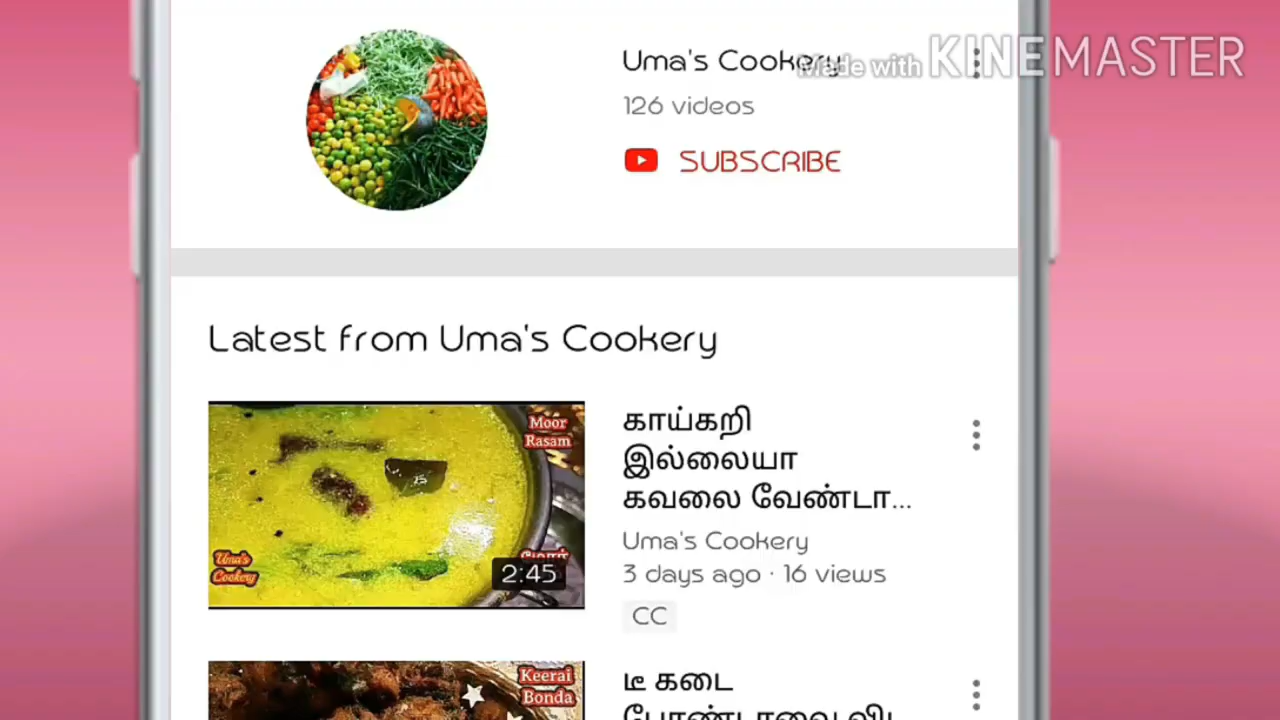 Uma's Cookery
Made with KINEMASTER
126 videos
SUBSCRIBE
Latest from Uma's Cookery
Moor
Rasam
Uma's
Cookery
2:45
காய்கறி
இல்லையா
கவலை வேண்டா...
Uma's Cookery
3 days ago · 16 views
CC
Keerai
Bonda
டீ கடை